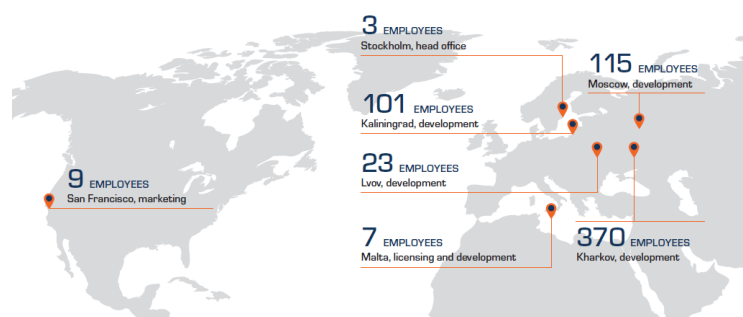 3 EMPLOYEES
Stockholm, head office
115 EMPLOYEES
Moscow, development
101 EMPLOYEES
Kaliningrad, development
23 EMPLOYEES
Lvov, development
9 EMPLOYEES
San Francisco, marketing
7 EMPLOYEES
Malta, licensing and development
370 EMPLOYEES
Kharkov, development